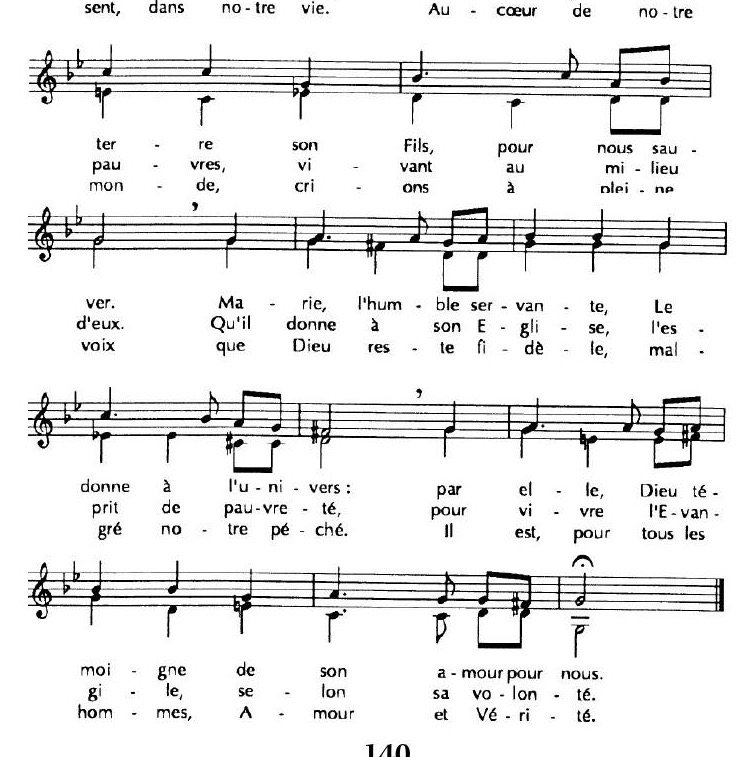 sent, dans no - tre vie. Au - cœur de no - tre
ter - re son Fils, pour nous sau -
pau - vres, vi - vant au mi - lieu
mon - de, cri - ons à plei - ne
ver. Ma - rie, l'hum - ble ser - van - te, Le
d'eux. Qu'il donne à son E - gli - se, l'es -
voix que Dieu res - te fi - dè - le, mal -
donne à l'u - ni - vers : par el - le, Dieu té -
prit de pau - vre - té, pour vi - vre l'E - van -
gré no - tre pé - ché. Il est, pour tous les
moi - gne de son a - mour pour nous.
gi - le, se - lon sa vo - lon - té.
hom - mes, A - mour et Vé - ri - té.
140